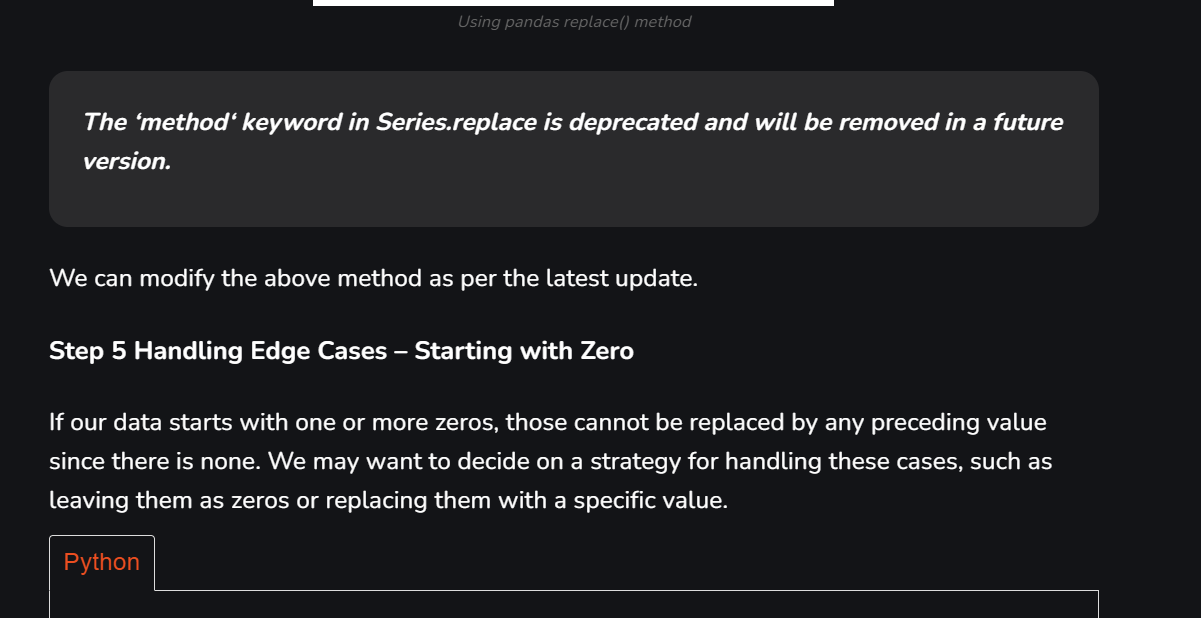 Using pandas replace() method
The ‘method‘ keyword in Series.replace is deprecated and will be removed in a future
version.
We can modify the above method as per the latest update.
Step 5 Handling Edge Cases – Starting with Zero
If our data starts with one or more zeros, those cannot be replaced by any preceding value
since there is none. We may want to decide on a strategy for handling these cases, such as
leaving them as zeros or replacing them with a specific value.
Python